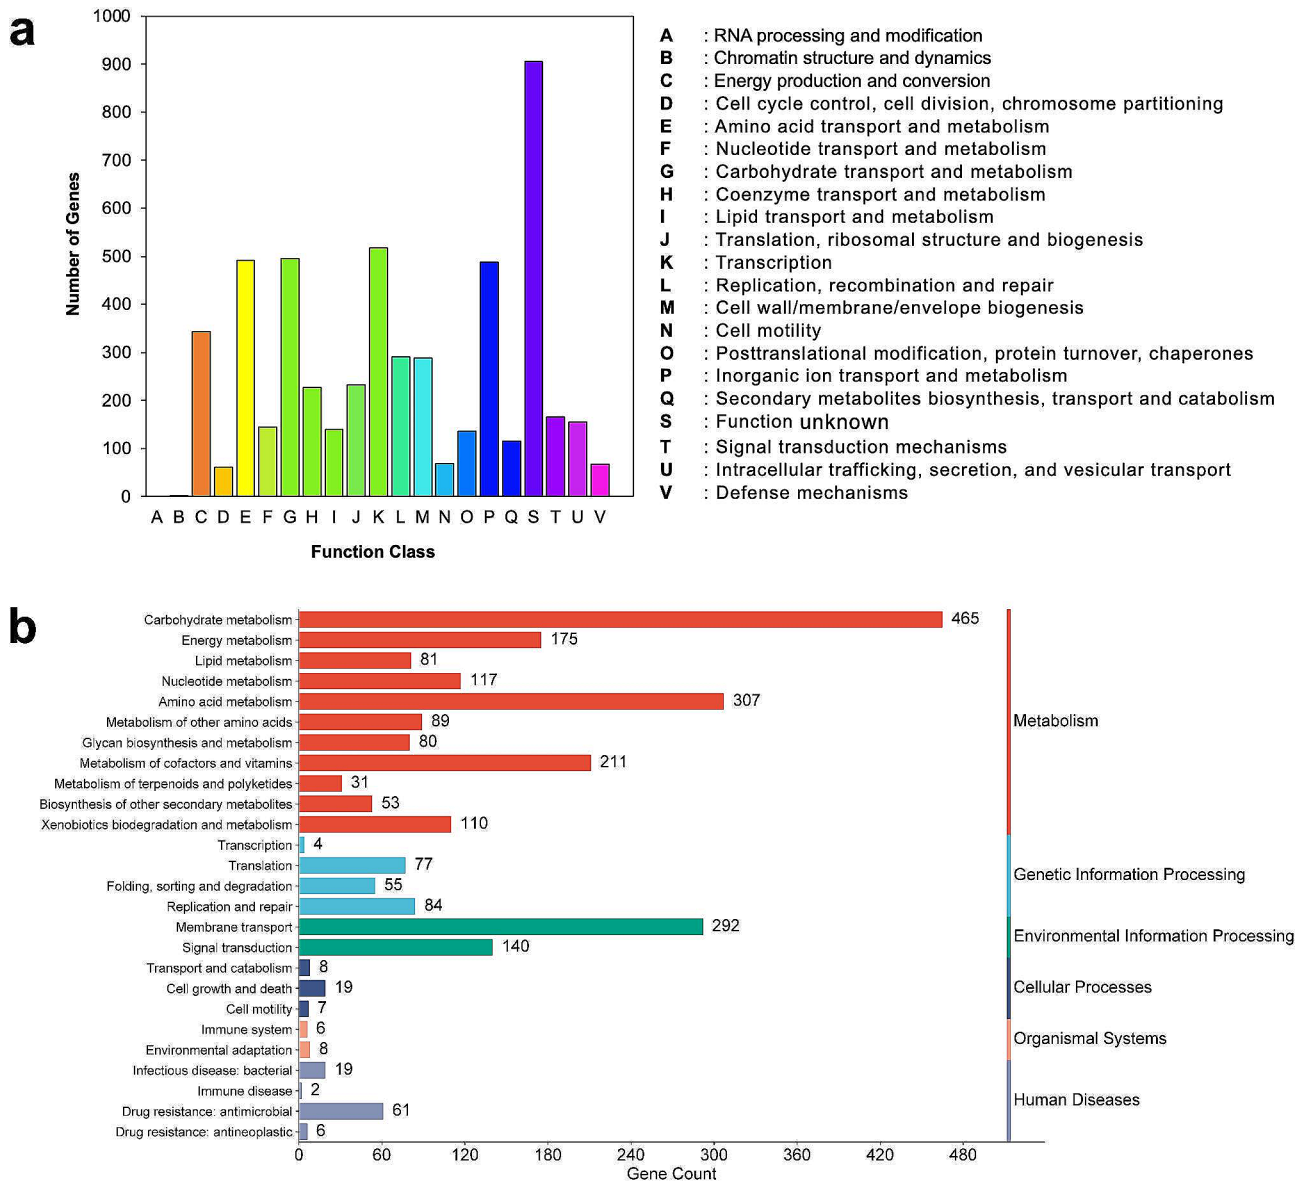 a
1000
900
800
700
600
500
400
300
200
100
0
Number of Genes
A B C D E F G H I J K L M N O P Q S T U V
Function Class
A : RNA processing and modification
B : Chromatin structure and dynamics
C : Energy production and conversion
D : Cell cycle control, cell division, chromosome partitioning
E : Amino acid transport and metabolism
F : Nucleotide transport and metabolism
G : Carbohydrate transport and metabolism
H : Coenzyme transport and metabolism
I : Lipid transport and metabolism
J : Translation, ribosomal structure and biogenesis
K : Transcription
L : Replication, recombination and repair
M : Cell wall/membrane/envelope biogenesis
N : Cell motility
O : Posttranslational modification, protein turnover, chaperones
P : Inorganic ion transport and metabolism
Q : Secondary metabolites biosynthesis, transport and catabolism
S : Function unknown
T : Signal transduction mechanisms
U : Intracellular trafficking, secretion, and vesicular transport
V : Defense mechanisms
b
Carbohydrate metabolism 465
Energy metabolism 175
Lipid metabolism 81
Nucleotide metabolism 117
Amino acid metabolism 307
Metabolism of other amino acids 89
Glycan biosynthesis and metabolism 80
Metabolism of cofactors and vitamins 211
Metabolism of terpenoids and polyketides 31
Biosynthesis of other secondary metabolites 53
Xenobiotics biodegradation and metabolism 110
Transcription 4
Translation 77
Folding, sorting and degradation 55
Replication and repair 84
Membrane transport 292
Signal transduction 140
Transport and catabolism 8
Cell growth and death 19
Cell motility 7
Immune system 6
Environmental adaptation 8
Infectious disease: bacterial 19
Immune disease 2
Drug resistance: antimicrobial 61
Drug resistance: antineoplastic 6
0 60 120 180 240 300 360 420 480
Gene Count
Metabolism
Genetic Information Processing
Environmental Information Processing
Cellular Processes
Organismal Systems
Human Diseases